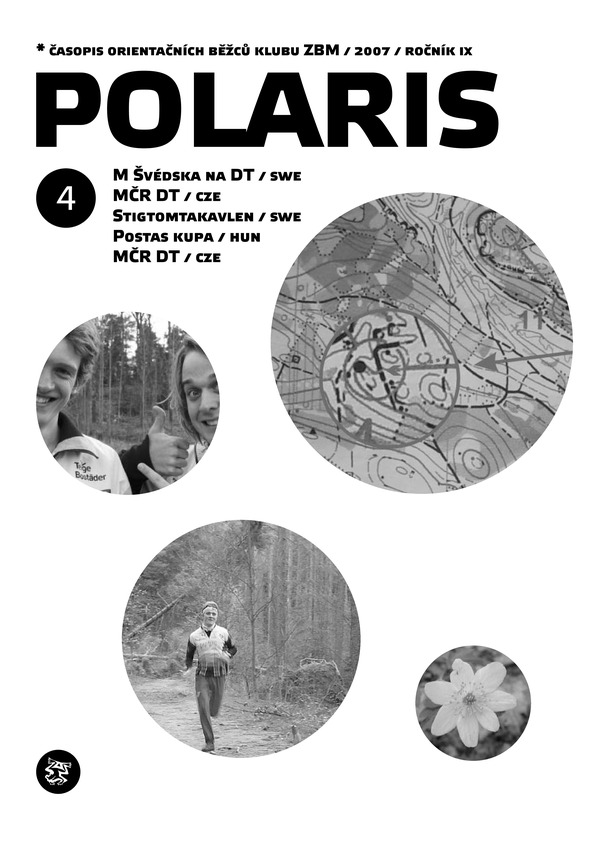 * časopis orientačních běžců klubu ZBM / 2007 / ročník IX
POLARIS
4
M Švédska na DT / swe
MČR DT / cze
Stigtomtakavlen / swe
Postas kupa / hun
MČR DT / cze
11
Bostäder